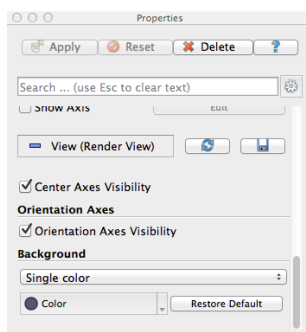 Properties
Apply Reset Delete ?
Search ... (use Esc to clear text)
Show Axis Edit
View (Render View)
Center Axes Visibility
Orientation Axes
Orientation Axes Visibility
Background
Single color
Color Restore Default